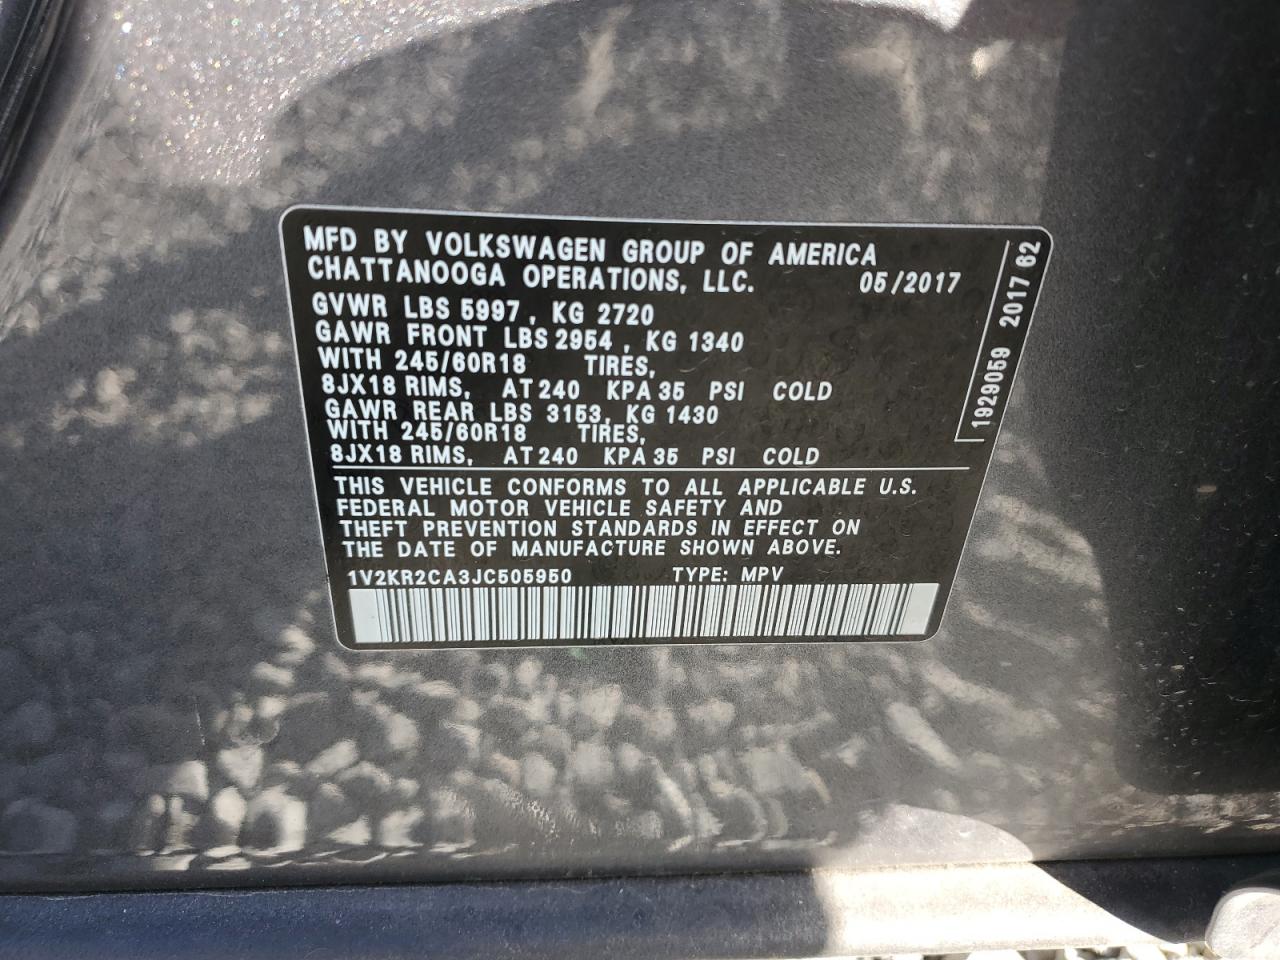 MFD BY VOLKSWAGEN GROUP OF AMERICA
CHATTANOOGA OPERATIONS, LLC. 05/2017
GVWR LBS 5997, KG 2720
GAWR FRONT LBS 2954, KG 1340
WITH 245/60R18 TIRES,
8JX18 RIMS, AT 240 KPA 35 PSI COLD
GAWR REAR LBS 3153, KG 1430
WITH 245/60R18 TIRES,
8JX18 RIMS, AT 240 KPA 35 PSI COLD
THIS VEHICLE CONFORMS TO ALL APPLICABLE U.S.
FEDERAL MOTOR VEHICLE SAFETY AND
THEFT PREVENTION STANDARDS IN EFFECT ON
THE DATE OF MANUFACTURE SHOWN ABOVE.
1V2KR2CA3JC505950 TYPE: MPV
1929059 2017 62